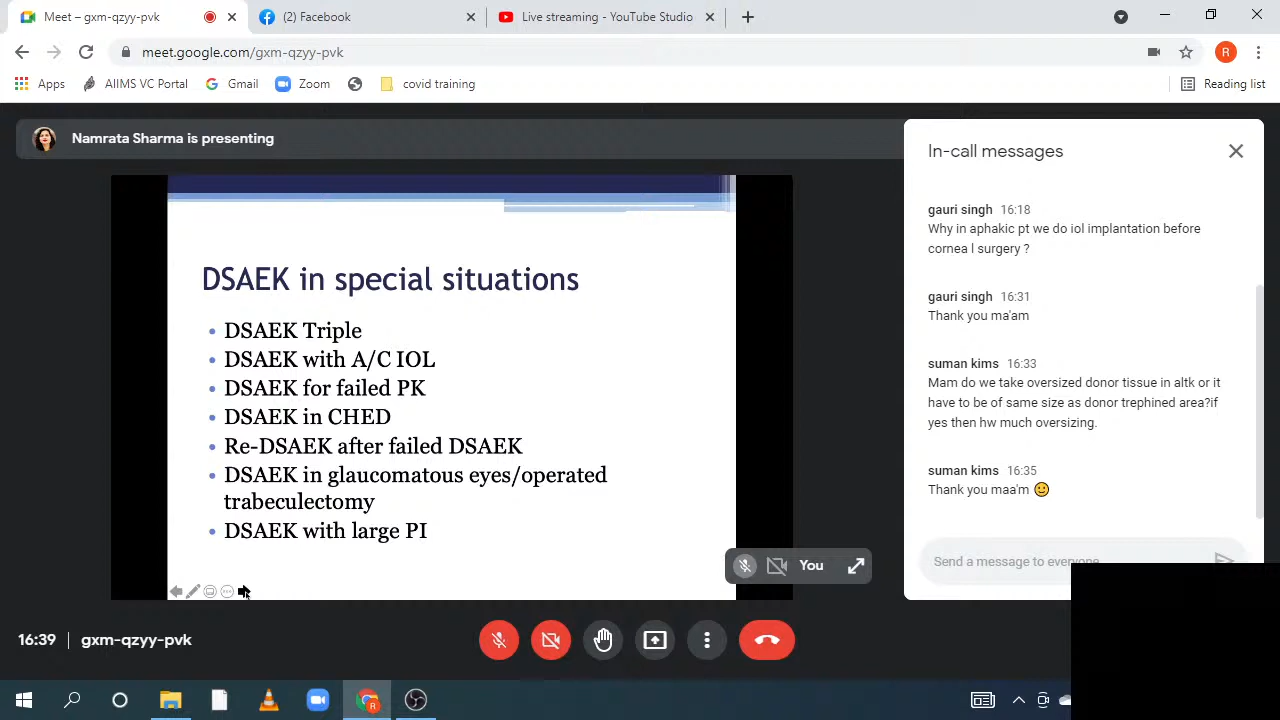 Meet – gxm-qzyy-pvk
(2) Facebook
Live streaming - YouTube Studio
meet.google.com/gxm-qzyy-pvk
R
Apps
AIIMS VC Portal
Gmail
Zoom
covid training
Reading list
Namrata Sharma is presenting
DSAEK in special situations
• DSAEK Triple
• DSAEK with A/C IOL
• DSAEK for failed PK
• DSAEK in CHED
• Re-DSAEK after failed DSAEK
• DSAEK in glaucomatous eyes/operated
trabeculectomy
• DSAEK with large PI
You
In-call messages
gauri singh 16:18
Why in aphakic pt we do iol implantation before
cornea l surgery ?
gauri singh 16:31
Thank you ma'am
suman kims 16:33
Mam do we take oversized donor tissue in altk or it
have to be of same size as donor trephined area?if
yes then hw much oversizing.
suman kims 16:35
Thank you maa'm
Send a message to everyone
16:39 | gxm-qzyy-pvk
R